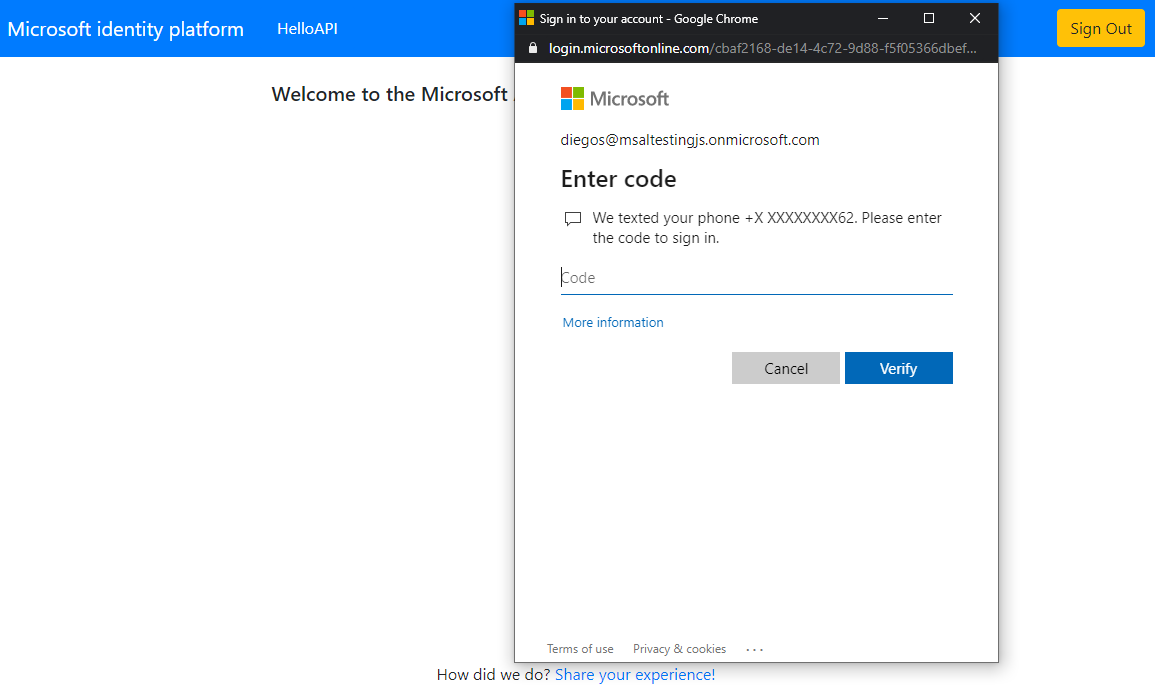 Microsoft identity platform
HelloAPI
Sign Out
Welcome to the Microsoft
Sign in to your account - Google Chrome
login.microsoftonline.com/cbaf2168-de14-4c72-9d88-f5f05366dbef...
Microsoft
diegos@msaltestingjs.onmicrosoft.com
Enter code
We texted your phone +X XXXXXXXX62. Please enter
the code to sign in.
Code
More information
Cancel
Verify
Terms of use
Privacy & cookies
...
How did we do? Share your experience!